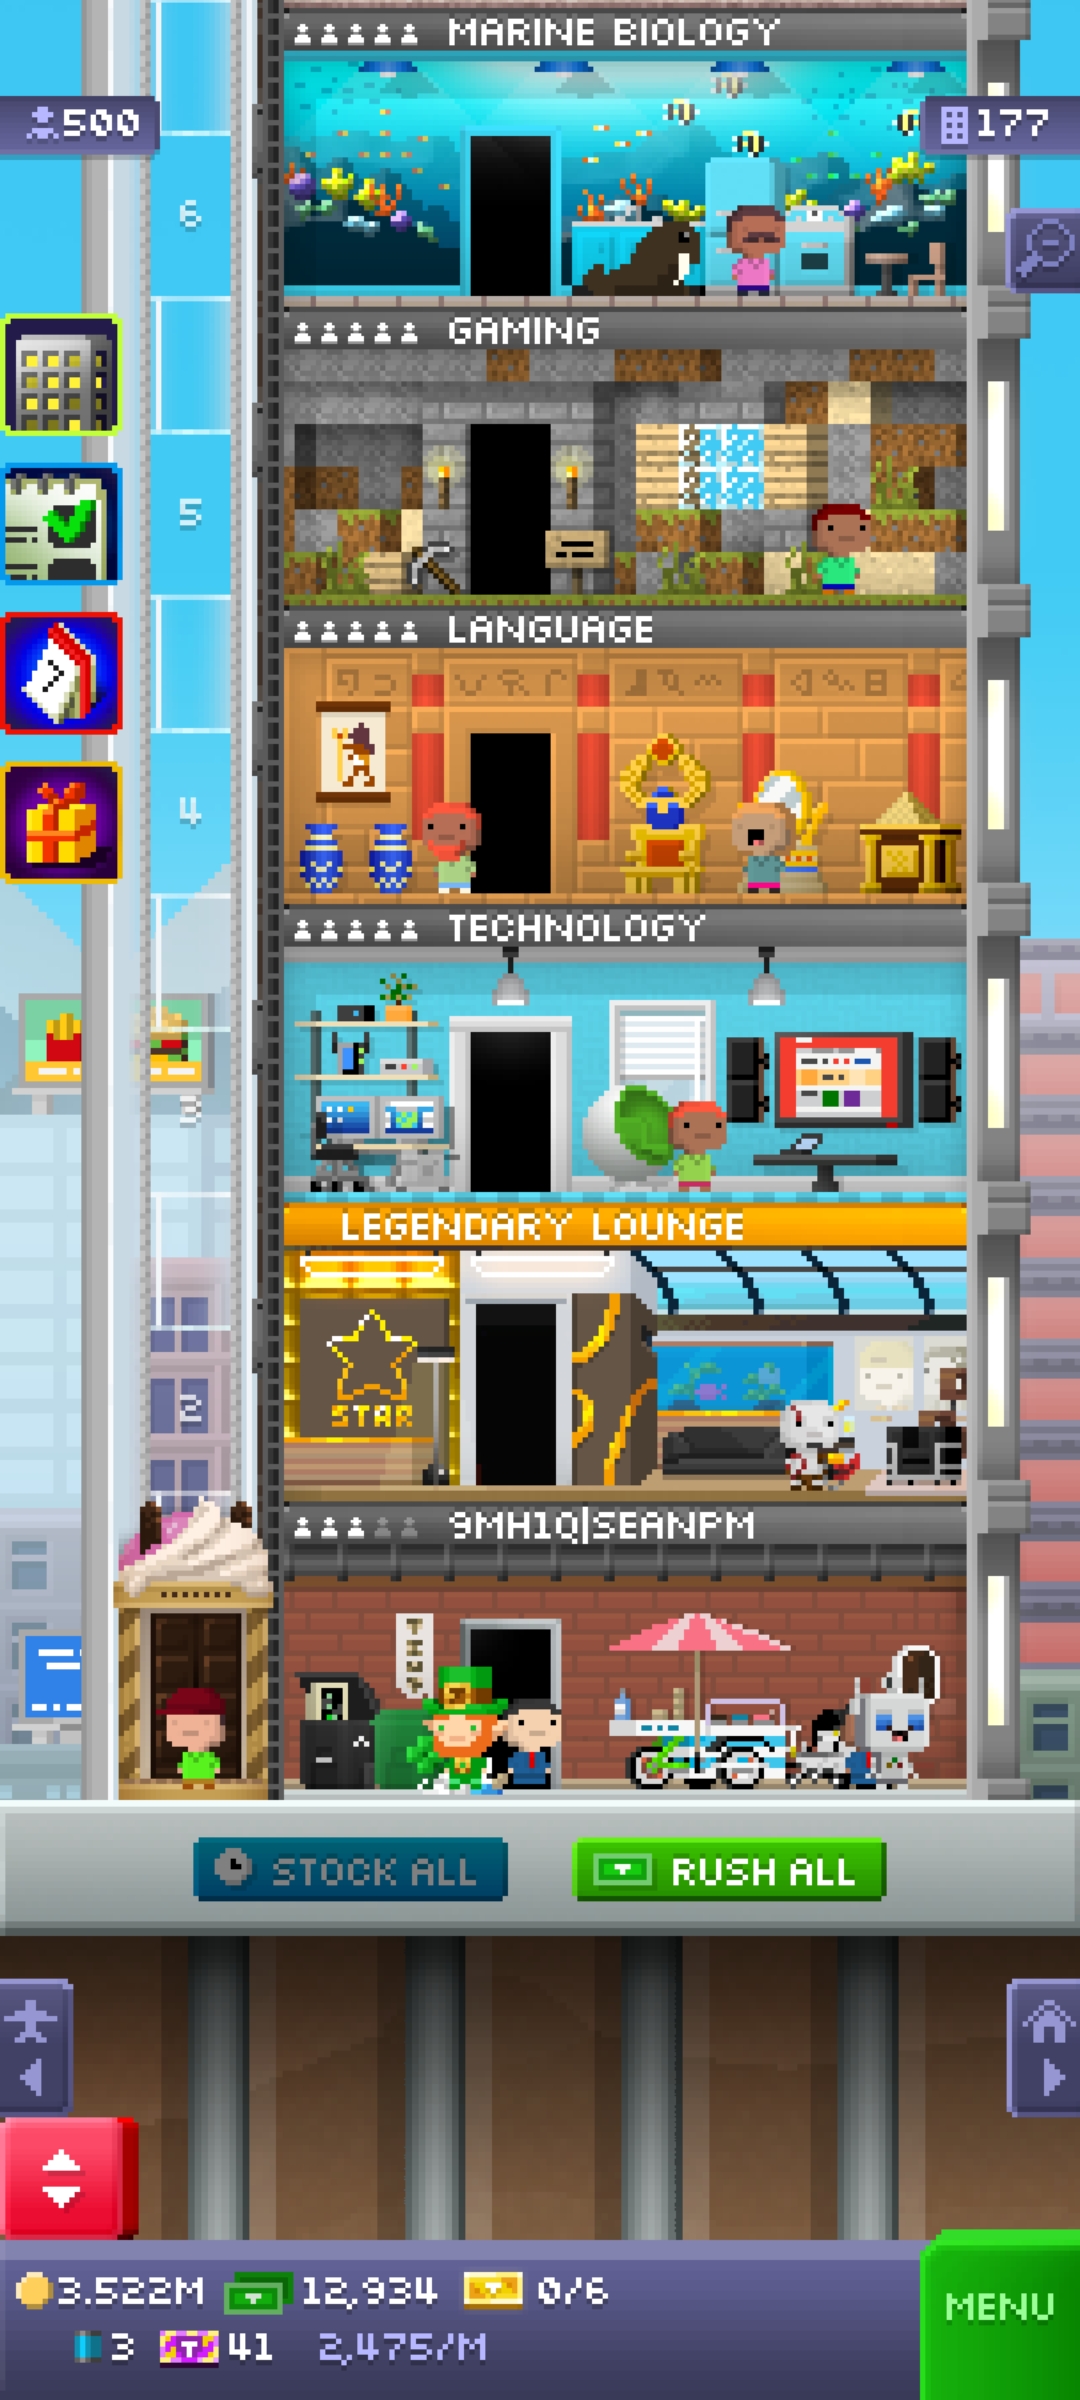 MARINE BIOLOGY
500
177
6
GAMING
5
LANGUAGE
4
TECHNOLOGY
3
LEGENDARY LOUNGE
STAR
2
9MH1Q|SEANPM
STOCK ALL
RUSH ALL
3.522M 12,934 0/6
MENU
3 41 2,475/M